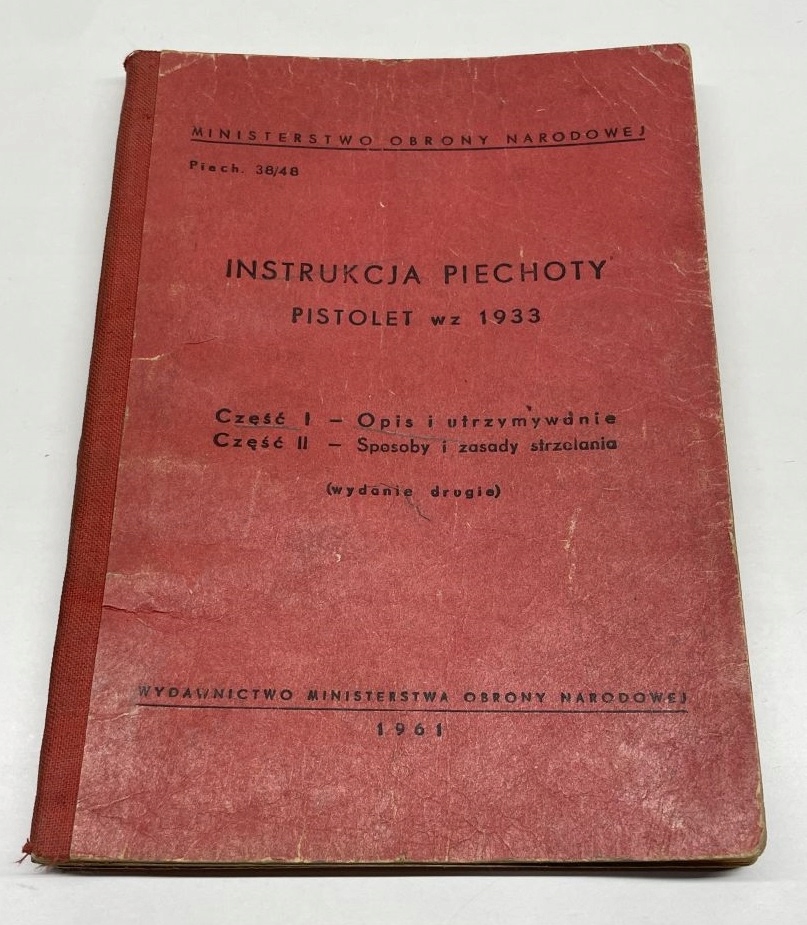 MINISTERSTWO OBRONY NARODOWEJ
Piech. 38/48
INSTRUKCJA PIECHOTY
PISTOLET wz 1933
Część I – Opis i utrzymywanie
Część II – Sposoby i zasady strzelania
(wydanie drugie)
WYDAWNICTWO MINISTERSTWA OBRONY NARODOWEJ
1961